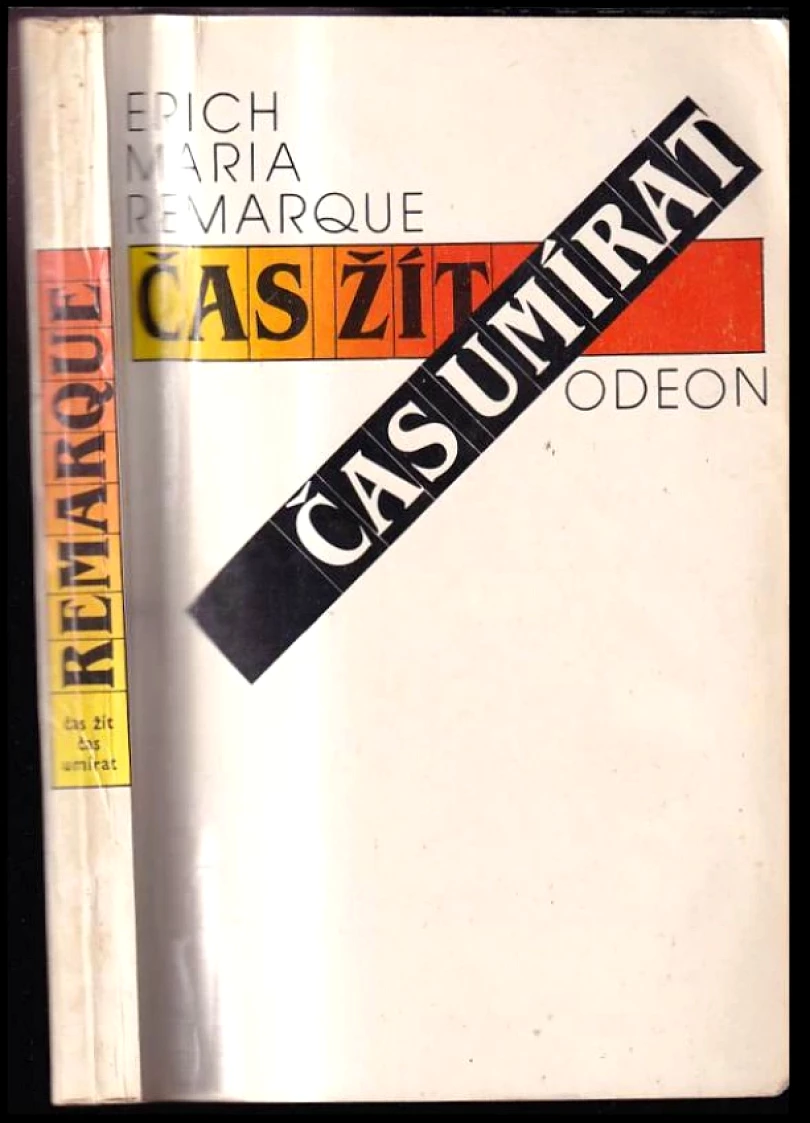 ERICH
MARIA
REMARQUE
ČAS ŽÍT
ČAS UMÍRAT
ODEON
REMARQUE
čas žít
čas
umírat